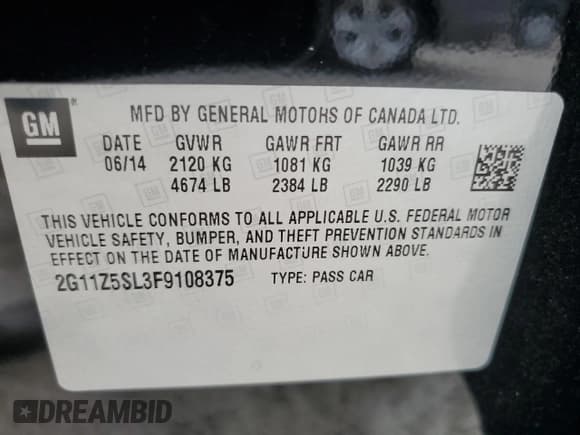 GM
MFD BY GENERAL MOTORS OF CANADA LTD.
DATE GVWR GAWR FRT GAWR RR
06/14 2120 KG 1081 KG 1039 KG
4674 LB 2384 LB 2290 LB
THIS VEHICLE CONFORMS TO ALL APPLICABLE U.S. FEDERAL MOTOR
VEHICLE SAFETY, BUMPER, AND THEFT PREVENTION STANDARDS IN
EFFECT ON THE DATE OF MANUFACTURE SHOWN ABOVE.
2G11Z5SL3F9108375 TYPE: PASS CAR
DREAMBID